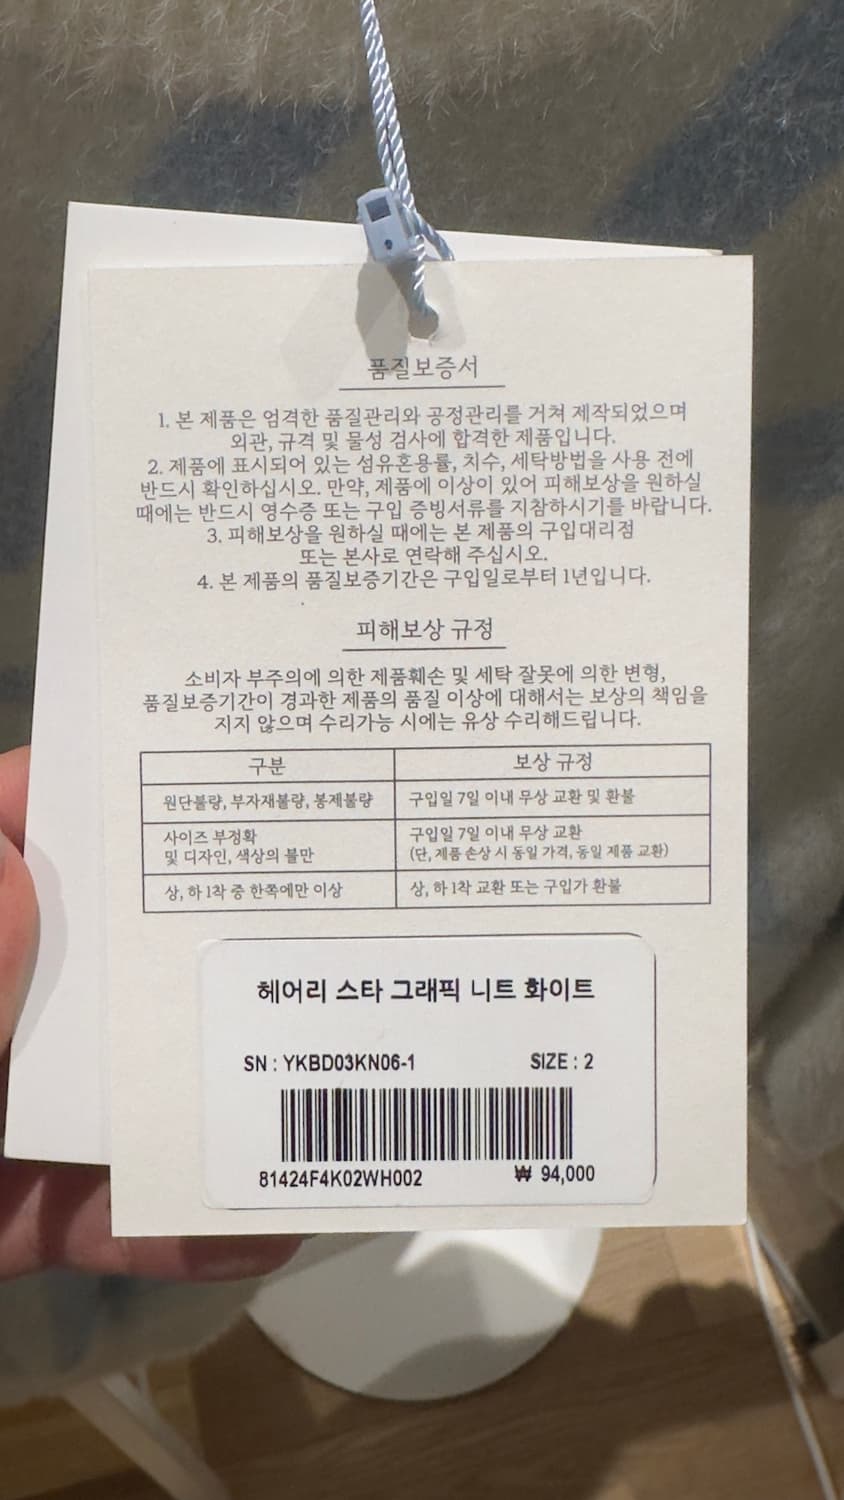 품질보증서
1. 본 제품은 엄격한 품질관리와 공정관리를 거쳐 제작되었으며
외관, 규격 및 물성 검사에 합격한 제품입니다.
2. 제품에 표시되어 있는 섬유혼용률, 치수, 세탁방법을 사용 전에
반드시 확인하십시오. 만약, 제품에 이상이 있어 피해보상을 원하실
때에는 반드시 영수증 또는 구입 증빙서류를 지참하시기를 바랍니다.
3. 피해보상을 원하실 때에는 본 제품의 구입대리점
또는 본사로 연락해 주십시오.
4. 본 제품의 품질보증기간은 구입일로부터 1년입니다.
피해보상 규정
소비자 부주의에 의한 제품훼손 및 세탁 잘못에 의한 변형,
품질보증기간이 경과한 제품의 품질 이상에 대해서는 보상의 책임을
지지 않으며 수리가능 시에는 유상 수리해드립니다.
구분 보상 규정
원단불량, 부자재불량, 봉제불량 구입일 7일 이내 무상 교환 및 환불
사이즈 부정확 구입일 7일 이내 무상 교환
및 디자인, 색상의 불만 (단, 제품 손상 시 동일 가격, 동일 제품 교환)
상, 하 1착 중 한쪽에만 이상 상, 하 1착 교환 또는 구입가 환불
헤어리 스타 그래픽 니트 화이트
SN : YKBD03KN06-1 SIZE : 2
81424F4K02WH002 ₩ 94,000